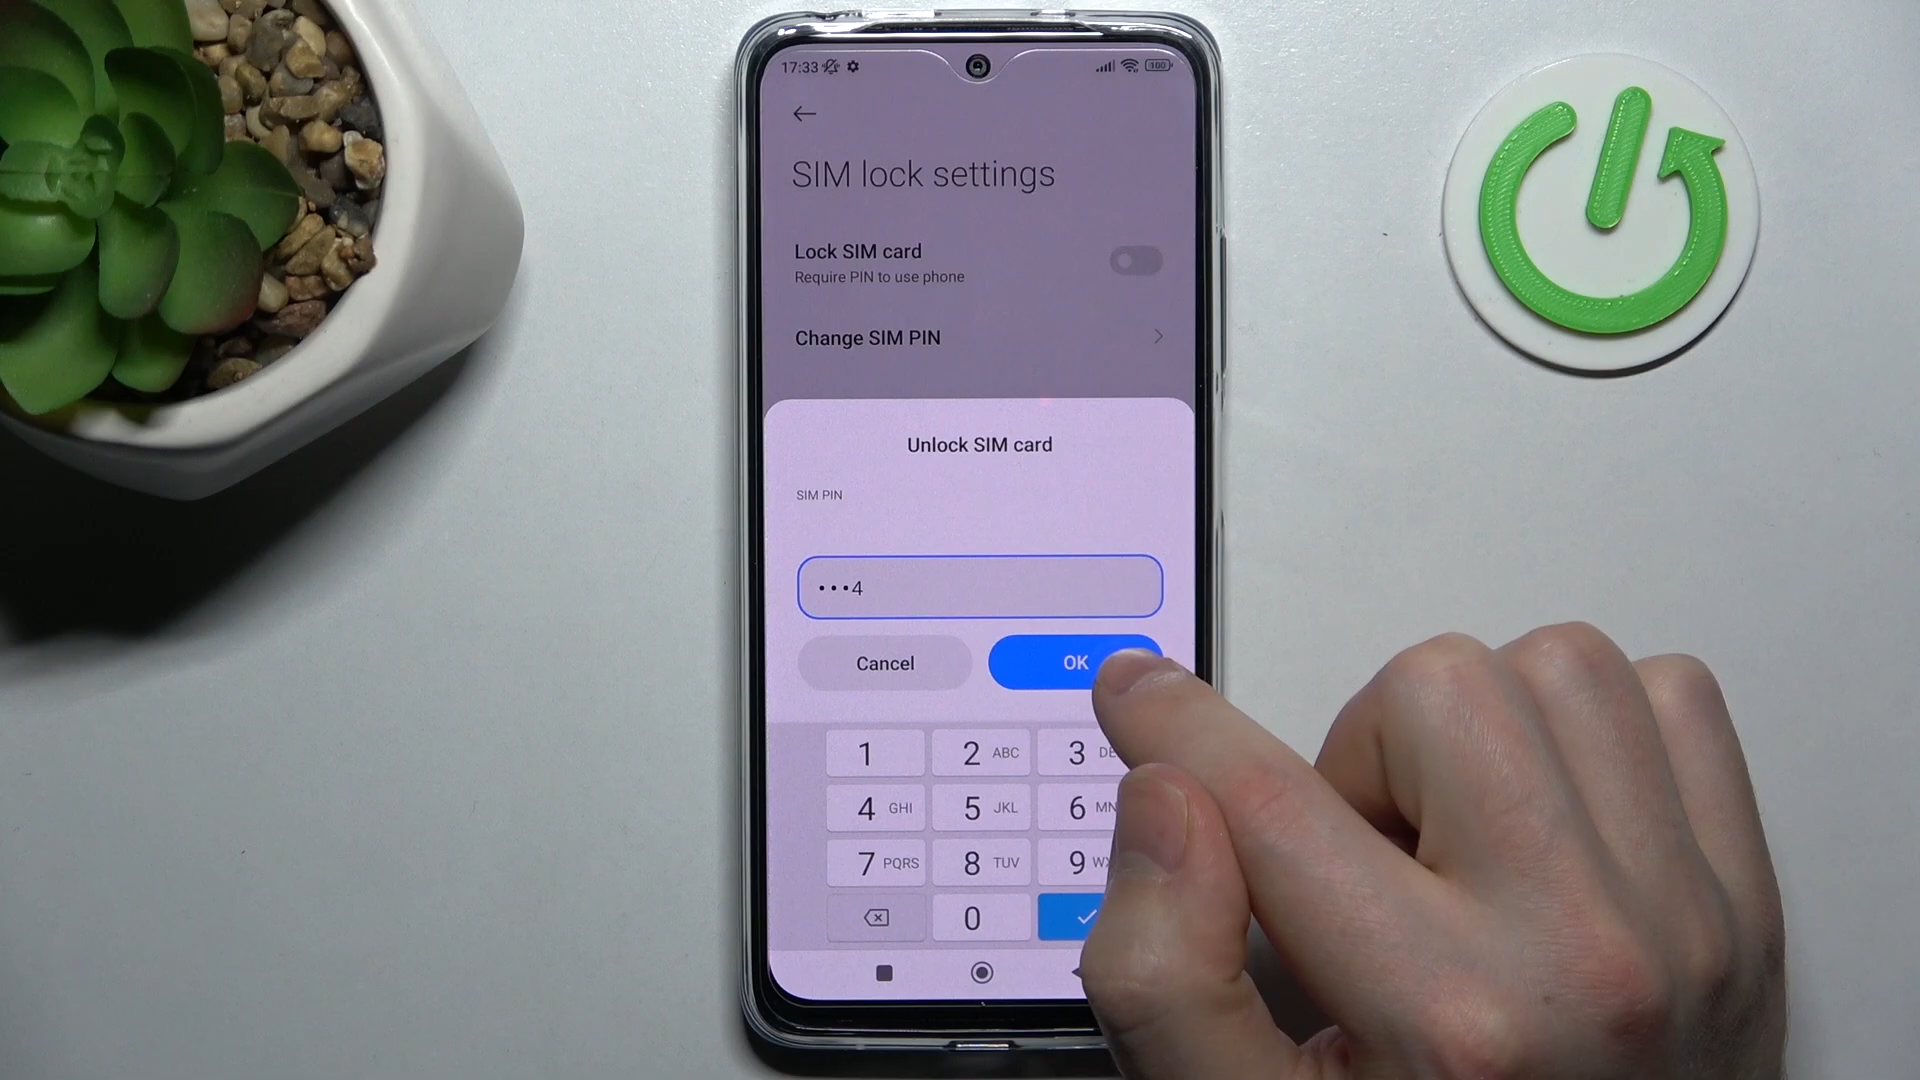 17:33 100
SIM lock settings
Lock SIM card
Require PIN to use phone
Change SIM PIN
Unlock SIM card
SIM PIN
•••4
Cancel OK
1 2 ABC 3 DE
4 GHI 5 JKL 6 MN
7 PQRS 8 TUV 9 W
0